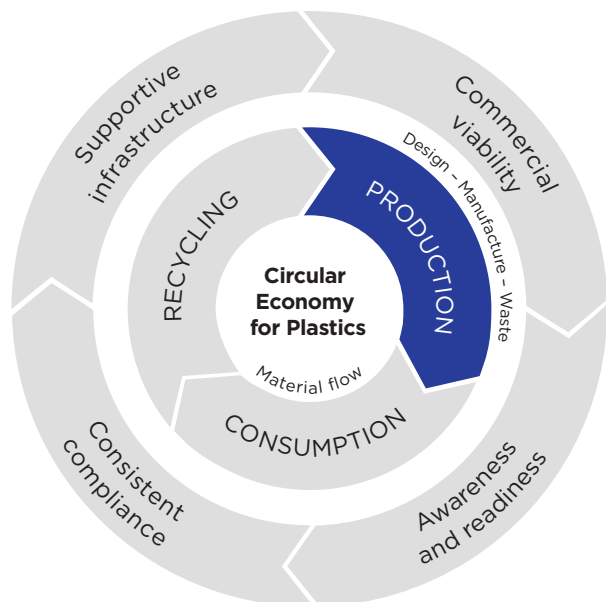 Supportive
infrastructure
Commercial
viability
Design – Manufacture – Waste
PRODUCTION
RECYCLING
Circular
Economy
for Plastics
Material flow
CONSUMPTION
Consistent
compliance
Awareness
and readiness